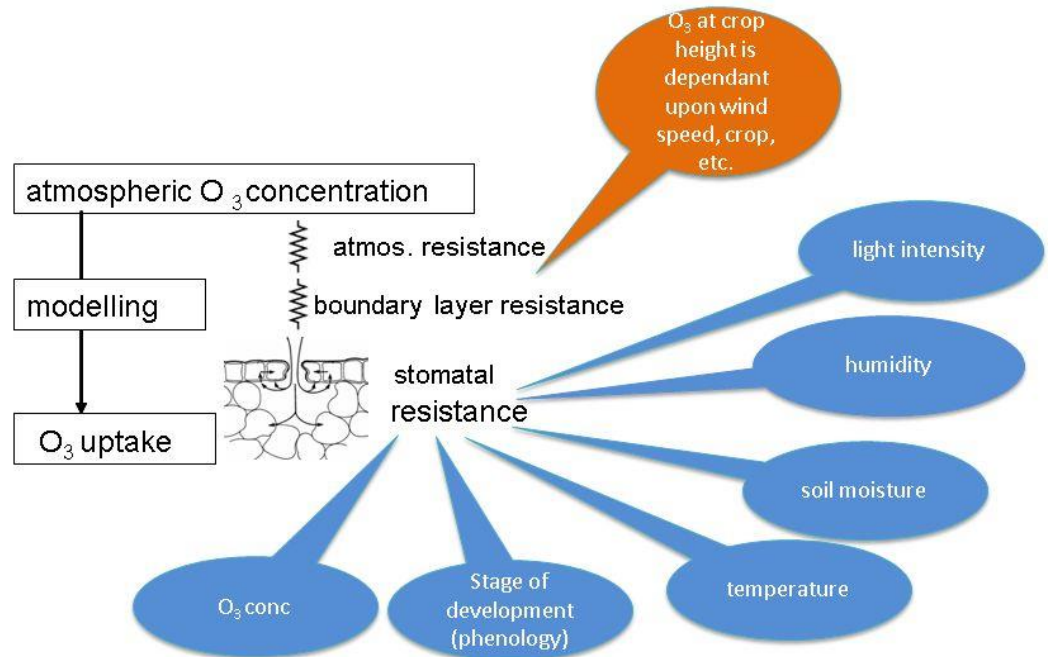 O₃ at crop
height is
dependant
upon wind
speed, crop,
etc.
atmospheric O ₃ concentration
atmos. resistance
light intensity
modelling
boundary layer resistance
humidity
stomatal
resistance
O₃ uptake
soil moisture
temperature
Stage of
development
(phenology)
O₃ conc